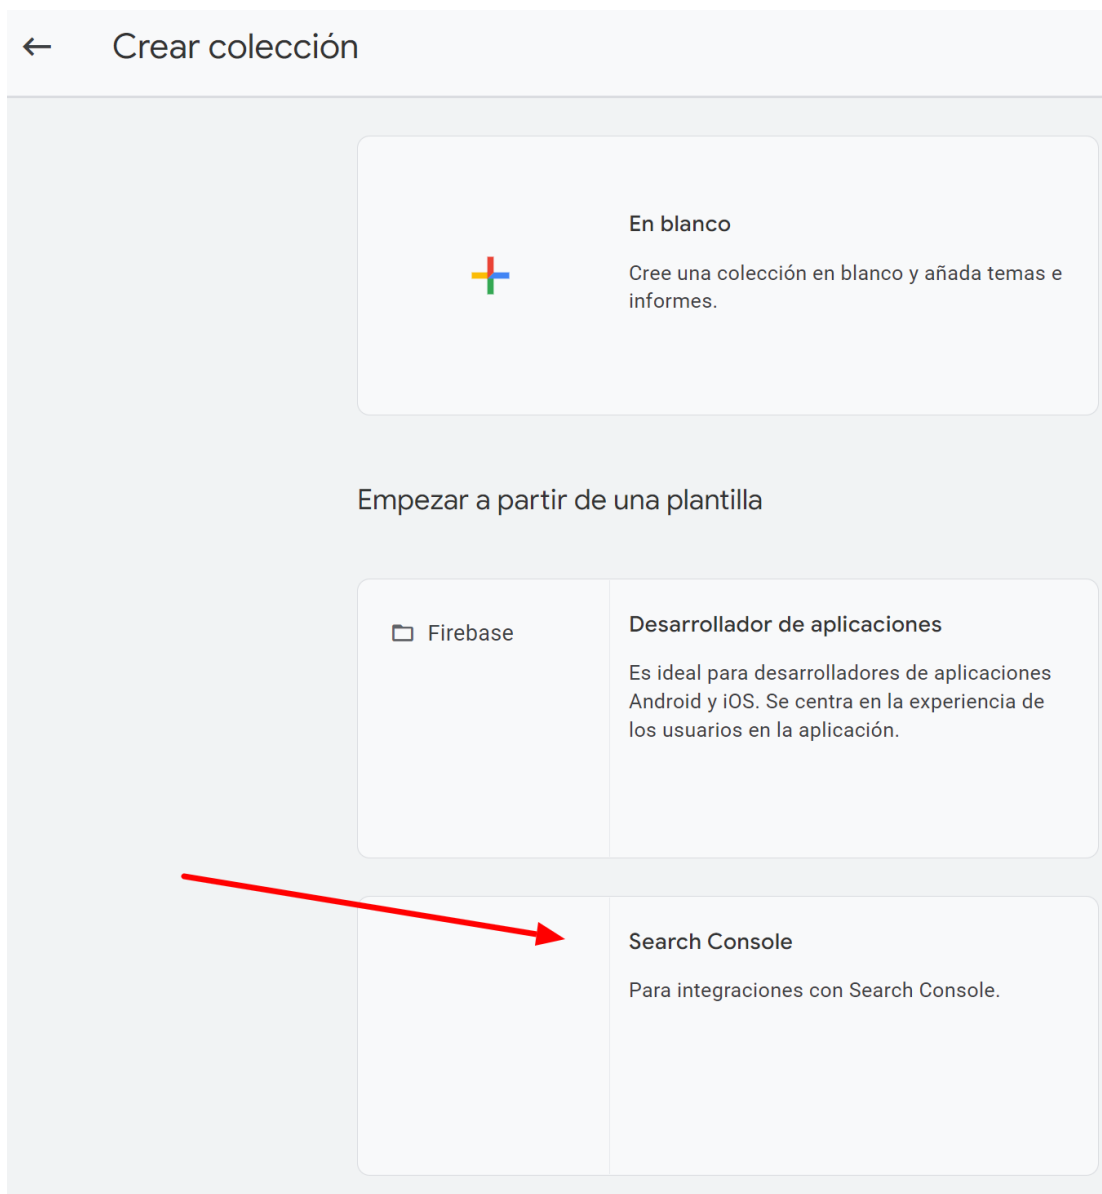 Crear colección
En blanco
Cree una colección en blanco y añada temas e
informes.
Empezar a partir de una plantilla
Firebase
Desarrollador de aplicaciones
Es ideal para desarrolladores de aplicaciones
Android y iOS. Se centra en la experiencia de
los usuarios en la aplicación.
Search Console
Para integraciones con Search Console.